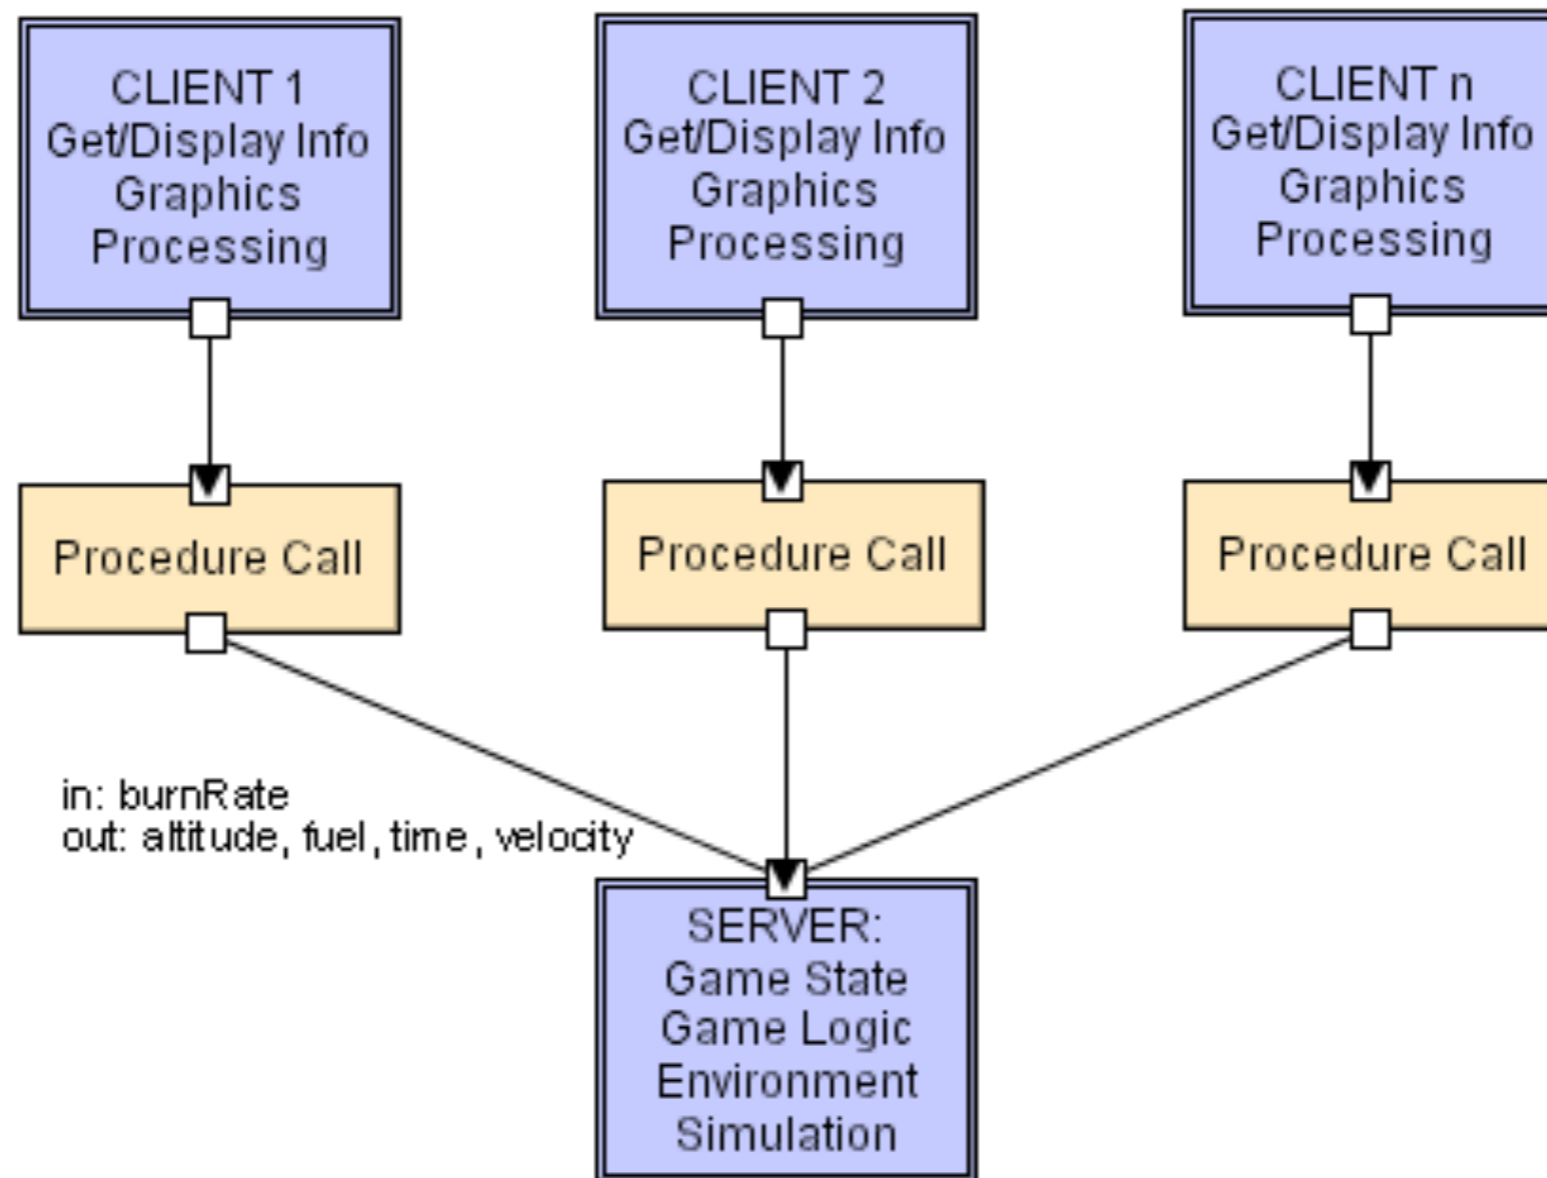 CLIENT 1
Get/Display Info
Graphics
Processing
CLIENT 2
Get/Display Info
Graphics
Processing
CLIENT n
Get/Display Info
Graphics
Processing
Procedure Call
Procedure Call
Procedure Call
in: burnRate
out: altitude, fuel, time, velocity
SERVER:
Game State
Game Logic
Environment
Simulation